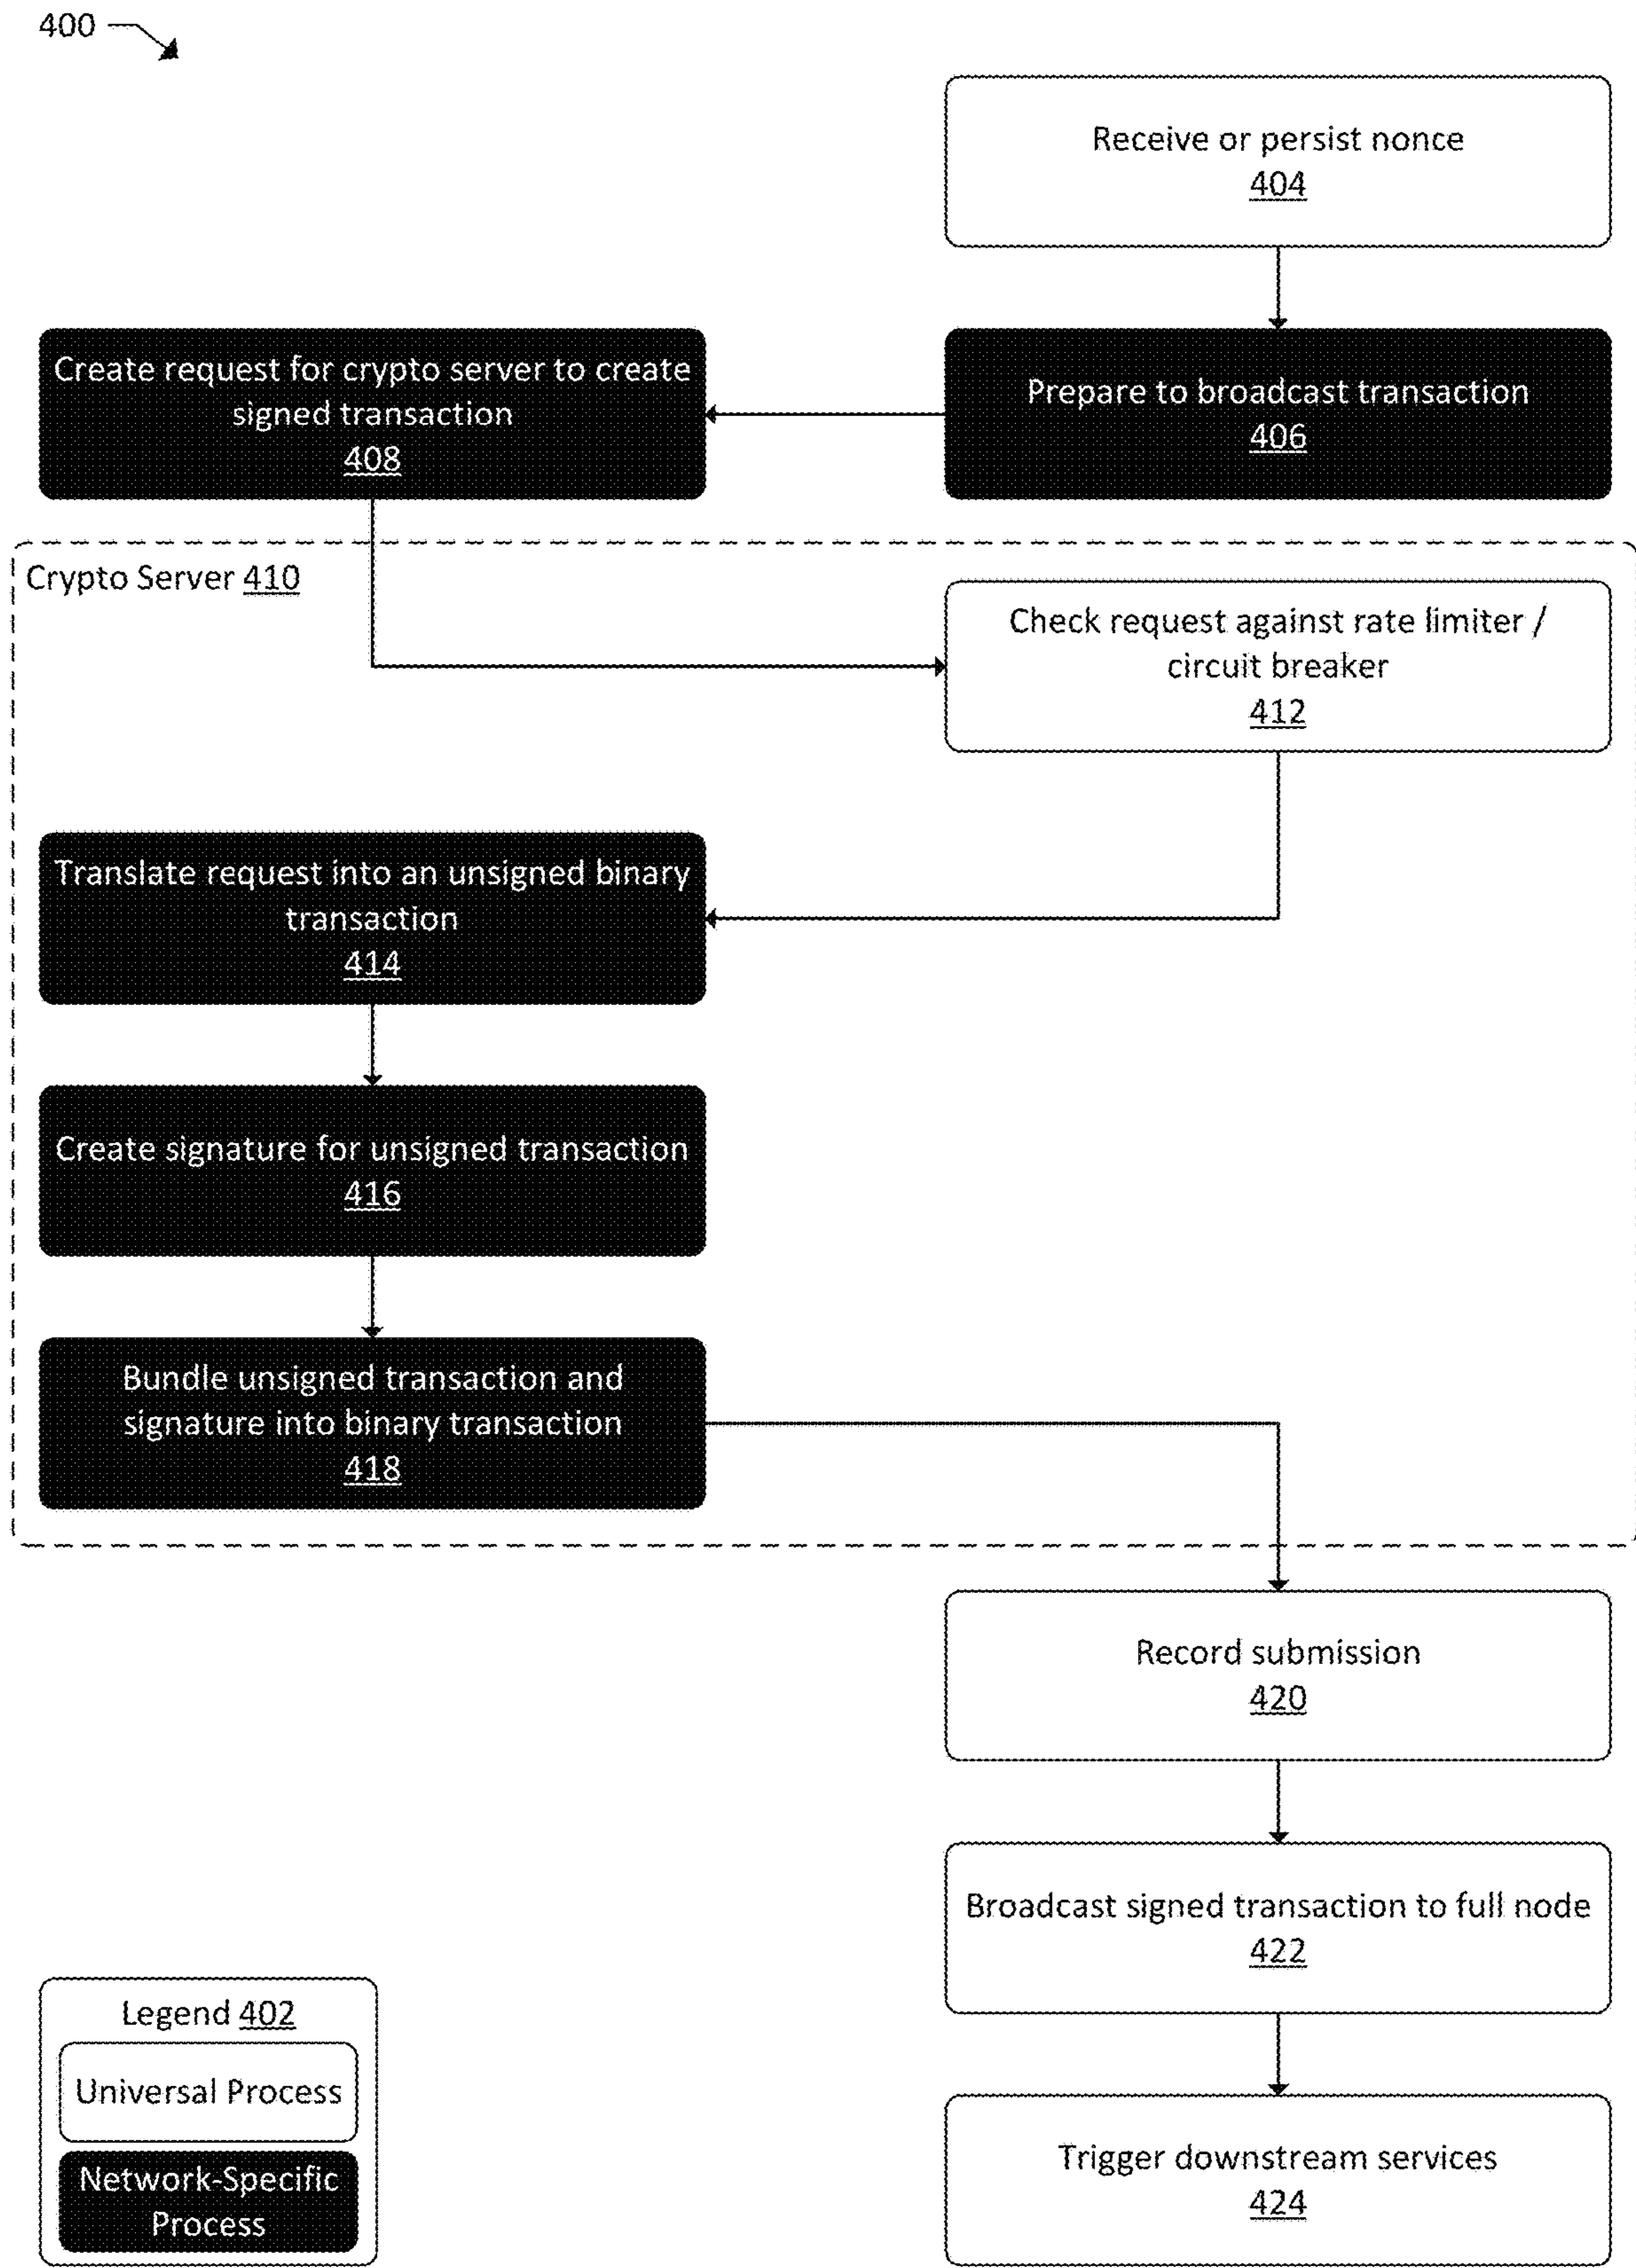 400
Receive or persist nonce
404
Prepare to broadcast transaction
406
Create request for crypto server to create
signed transaction
408
Crypto Server 410
Check request against rate limiter /
circuit breaker
412
Translate request into an unsigned binary
transaction
414
Create signature for unsigned transaction
416
Bundle unsigned transaction and
signature into binary transaction
418
Record submission
420
Broadcast signed transaction to full node
422
Trigger downstream services
424
Legend 402
Universal Process
Network-Specific
Process